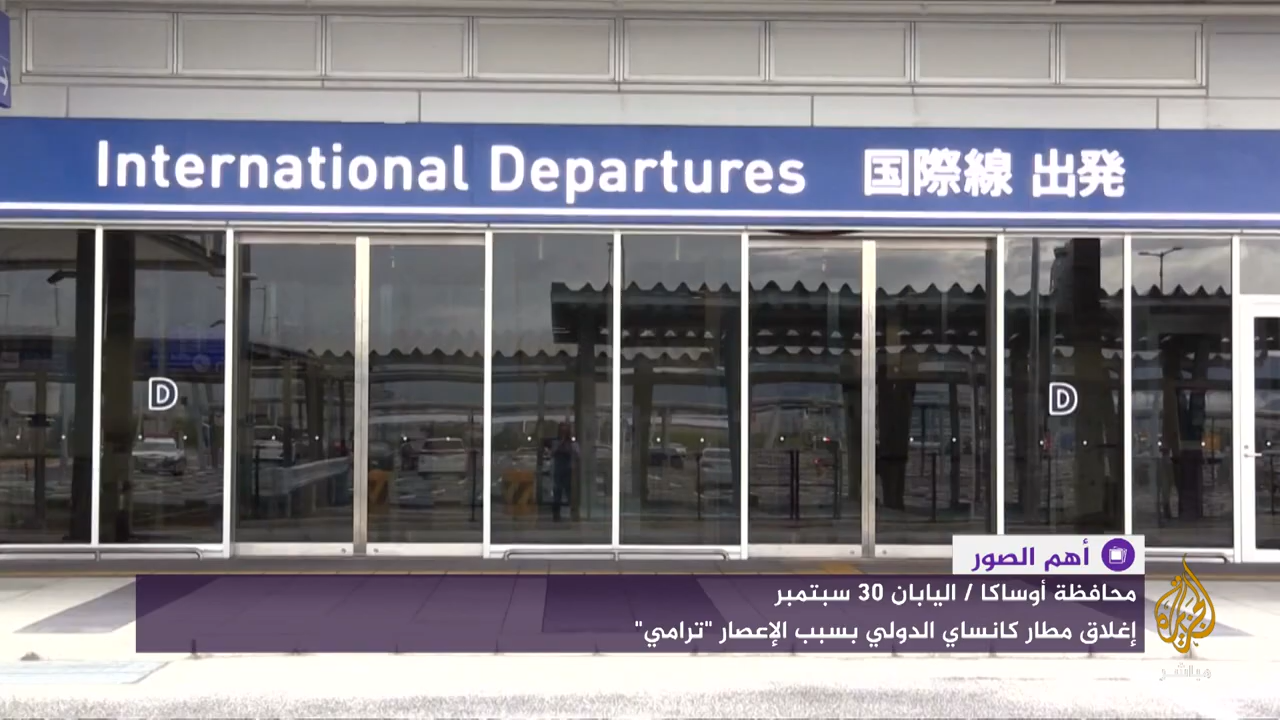 International Departures 国際線 出発
D
D
أهم الصور
محافظة أوساكا / اليابان 30 سبتمبر
إغلاق مطار كانساي الدولي بسبب الإعصار "ترامي"
الجزيرة
مباشر